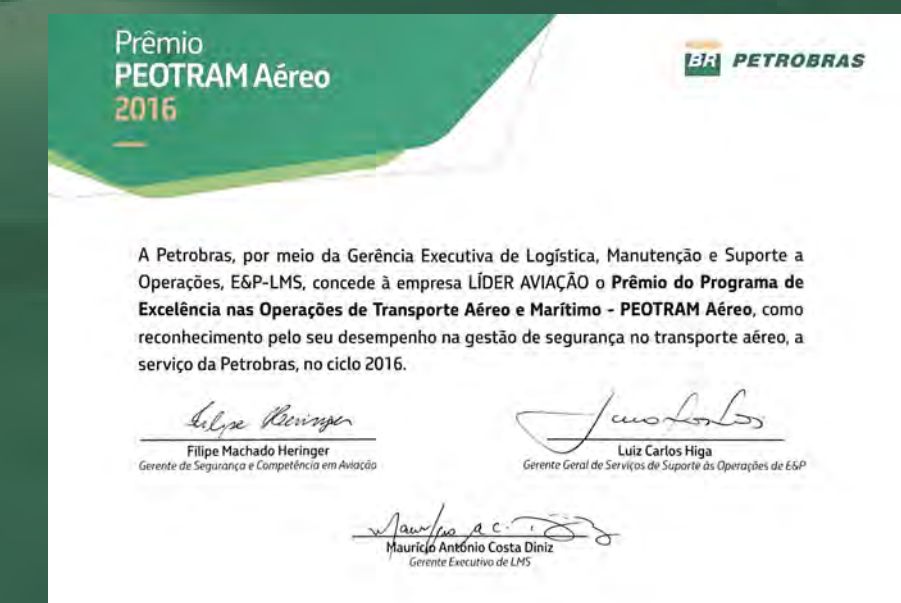 Prêmio
PEOTRAM Aéreo
2016
BR PETROBRAS
A Petrobras, por meio da Gerência Executiva de Logística, Manutenção e Suporte a
Operações, E&P-LMS, concede à empresa LÍDER AVIAÇÃO o Prêmio do Programa de
Excelência nas Operações de Transporte Aéreo e Marítimo - PEOTRAM Aéreo, como
reconhecimento pelo seu desempenho na gestão de segurança no transporte aéreo, a
serviço da Petrobras, no ciclo 2016.
Filipe Heringer
Filipe Machado Heringer
Gerente de Segurança e Competência em Aviação
Luiz Carlos Higa
Gerente Geral de Serviços de Suporte às Operações de E&P
Maurício Antônio Costa Diniz
Gerente Executivo de LMS